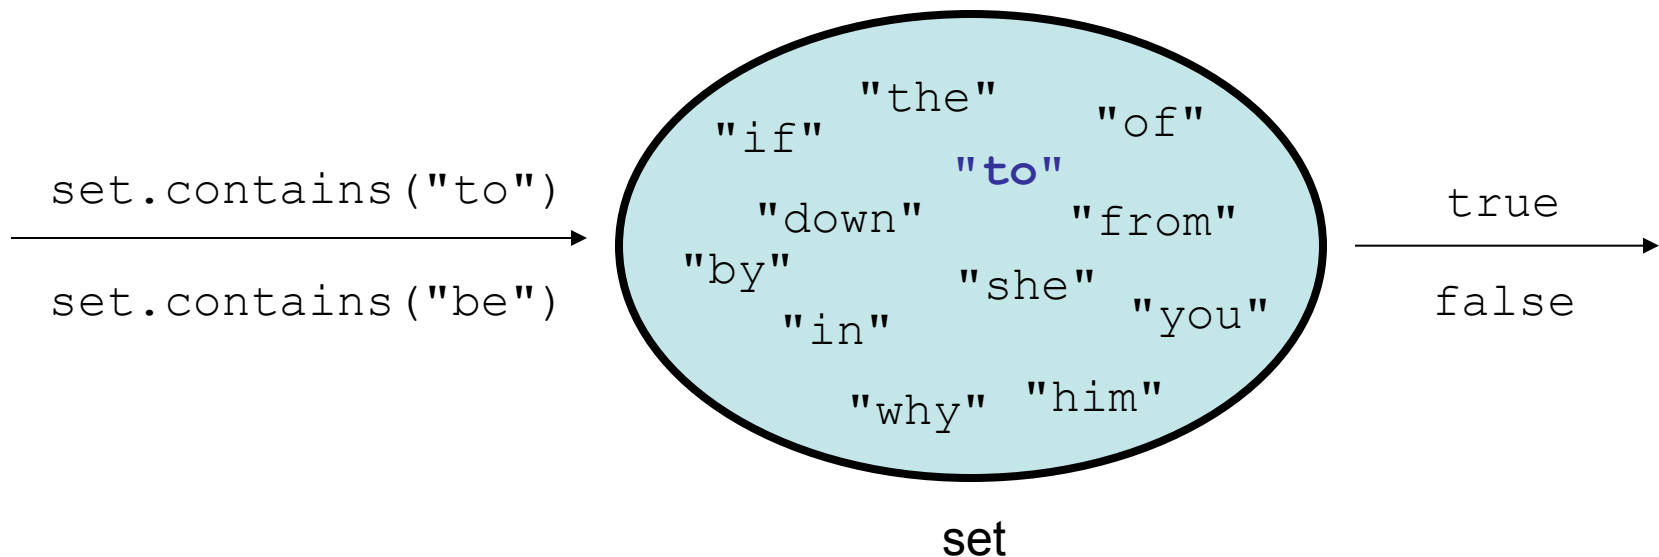 set.contains("to")
set.contains("be")
"the"
"of"
"if"
"to"
"down"
"from"
"by"
"she"
"you"
"in"
"why"
"him"
true
false
set